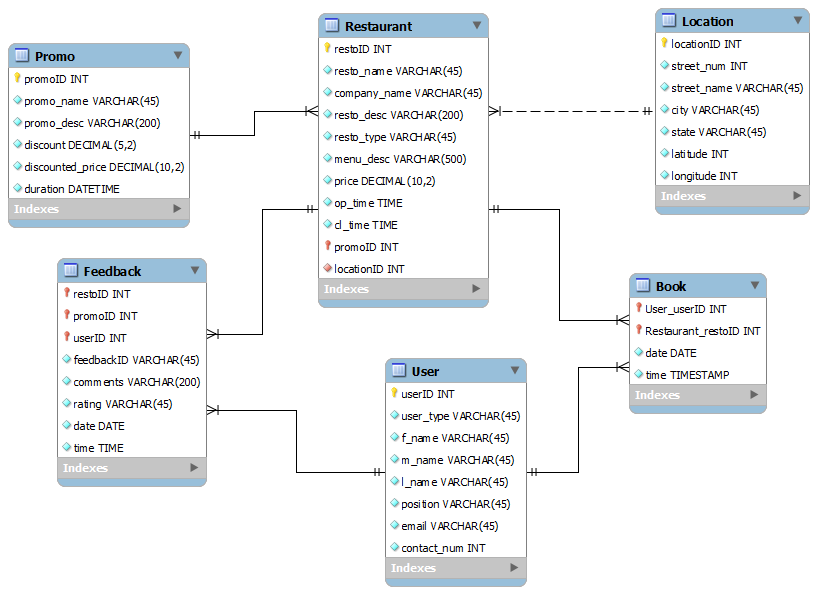 Promo
promoID INT
promo_name VARCHAR(45)
promo_desc VARCHAR(200)
discount DECIMAL(5,2)
discounted_price DECIMAL(10,2)
duration DATETIME
Indexes
Restaurant
restoID INT
resto_name VARCHAR(45)
company_name VARCHAR(45)
resto_desc VARCHAR(200)
resto_type VARCHAR(45)
menu_desc VARCHAR(500)
price DECIMAL(10,2)
op_time TIME
cl_time TIME
promoID INT
locationID INT
Indexes
Location
locationID INT
street_num INT
street_name VARCHAR(45)
city VARCHAR(45)
state VARCHAR(45)
latitude INT
longitude INT
Indexes
Feedback
restoID INT
promoID INT
userID INT
feedbackID VARCHAR(45)
comments VARCHAR(200)
rating VARCHAR(45)
date DATE
time TIME
Indexes
User
userID INT
user_type VARCHAR(45)
f_name VARCHAR(45)
m_name VARCHAR(45)
l_name VARCHAR(45)
position VARCHAR(45)
email VARCHAR(45)
contact_num INT
Indexes
Book
User_userID INT
Restaurant_restoID INT
date DATE
time TIMESTAMP
Indexes